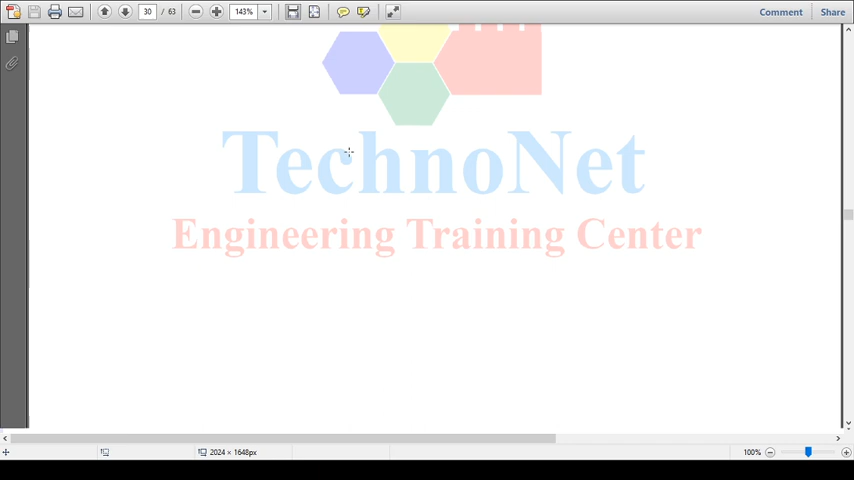 30 / 63
143%
Comment
Share
TechnoNet
Engineering Training Center
2024 × 1648px
100%